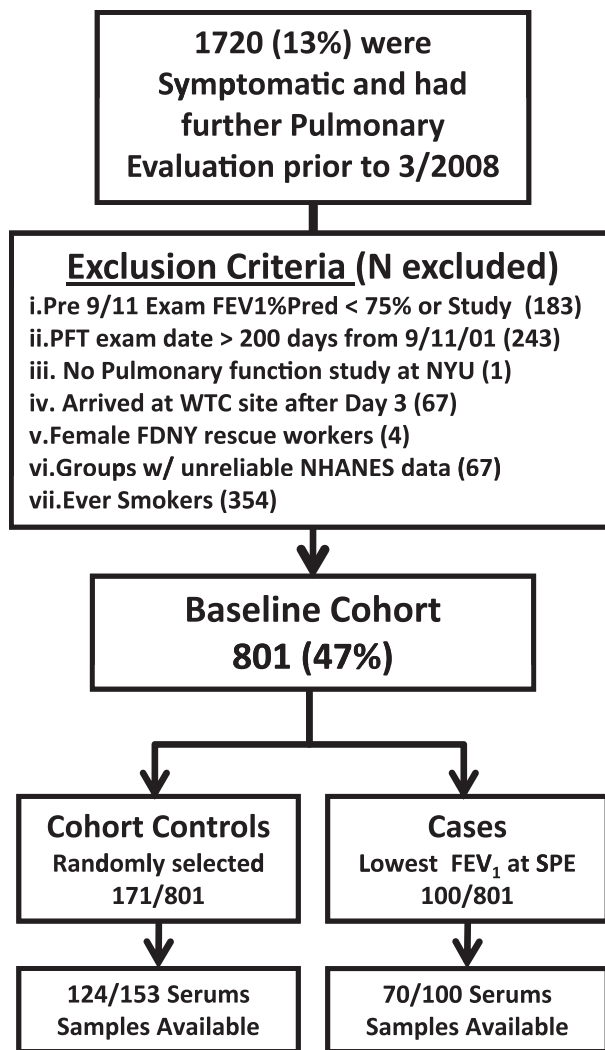 1720 (13%) were
Symptomatic and had
further Pulmonary
Evaluation prior to 3/2008
Exclusion Criteria (N excluded)
i.Pre 9/11 Exam FEV1%Pred < 75% or Study (183)
ii.PFT exam date > 200 days from 9/11/01 (243)
iii. No Pulmonary function study at NYU (1)
iv. Arrived at WTC site after Day 3 (67)
v.Female FDNY rescue workers (4)
vi.Groups w/ unreliable NHANES data (67)
vii.Ever Smokers (354)
Baseline Cohort
801 (47%)
Cohort Controls
Randomly selected
171/801
Cases
Lowest FEV₁ at SPE
100/801
124/153 Serums
Samples Available
70/100 Serums
Samples Available